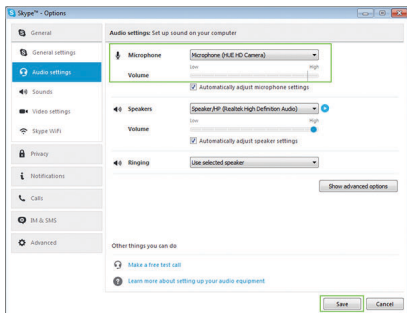 Skype™ - Options
General
Audio settings: Set up sound on your computer
General settings
Audio settings
Sounds
Video settings
Skype WiFi
Privacy
Notifications
Calls
IM & SMS
Advanced
Microphone
Microphone (HUE HD Camera)
Low
High
Volume
Automatically adjust microphone settings
Speakers
Speaker/HP (Realtek High Definition Audio)
Low
High
Volume
Automatically adjust speaker settings
Ringing
Use selected speaker
Show advanced options
Other things you can do
Make a free test call
Learn more about setting up your audio equipment
Save
Cancel